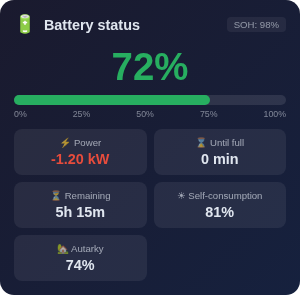 Battery status
SOH: 98%
72%
0% 25% 50% 75% 100%
Power
-1.20 kW
Until full
0 min
Remaining
5h 15m
Self-consumption
81%
Autarky
74%